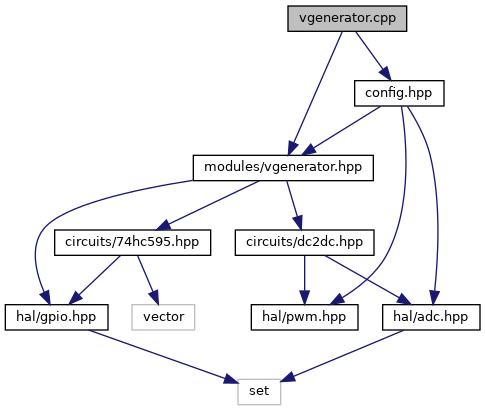 vgenerator.cpp
config.hpp
modules/vgenerator.hpp
circuits/74hc595.hpp
circuits/dc2dc.hpp
hal/gpio.hpp
vector
hal/pwm.hpp
hal/adc.hpp
set